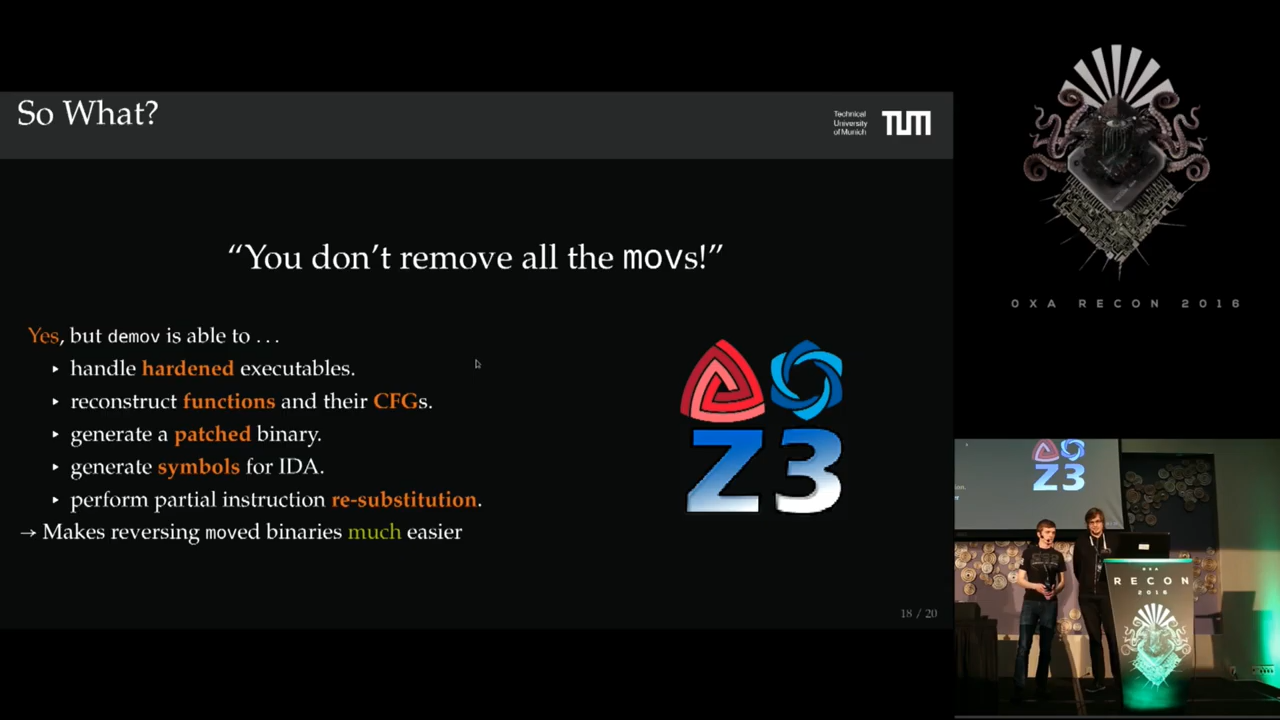 So What?
Technical
University
of Munich
TUM
“You don’t remove all the movs!”
Yes, but demov is able to . . .
‣ handle hardened executables.
‣ reconstruct functions and their CFGs.
‣ generate a patched binary.
‣ generate symbols for IDA.
‣ perform partial instruction re-substitution.
→ Makes reversing moved binaries much easier
Z3
18 / 20
0XA RECON 2016
Z3
0XA
RECON
2016